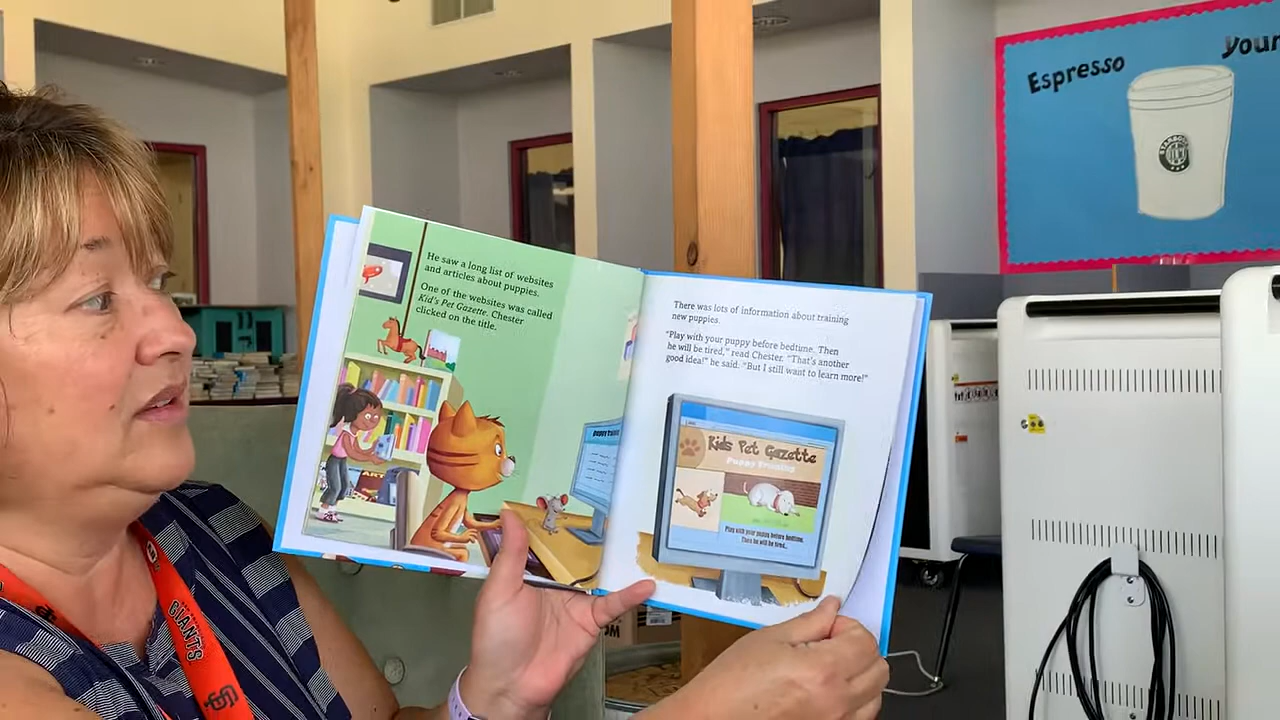 Espresso
Your
He saw a long list of websites
and articles about puppies.
One of the websites was called
Kid's Pet Gazette. Chester
clicked on the title.
There was lots of information about training
new puppies.
"Play with your puppy before bedtime. Then
he will be tired," read Chester. "That's another
good idea!" he said. "But I still want to learn more!"
Kids Pet Gazette
Puppy Training
Play with your puppy before bedtime.
Then he will be tired...
Puppy Training
ART
GIANTS
SF